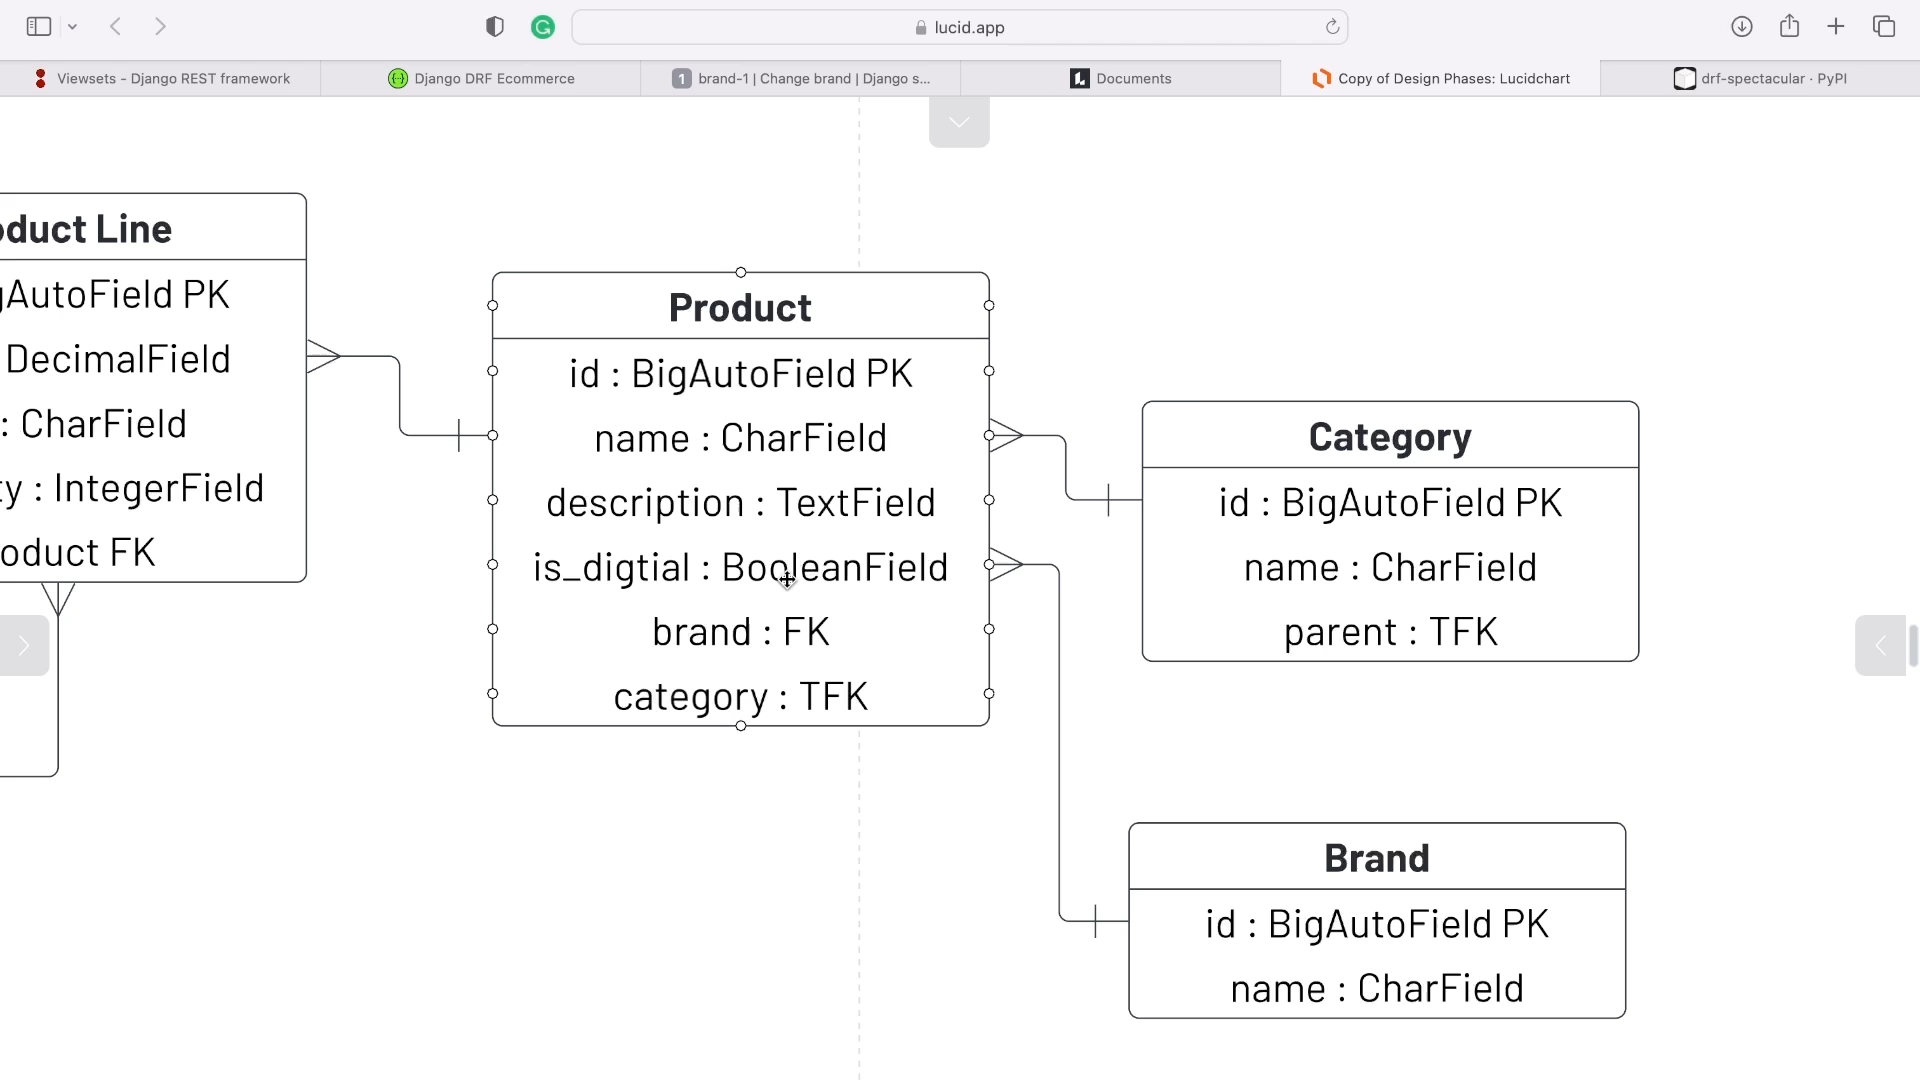 lucid.app
Viewsets - Django REST framework
Django DRF Ecommerce
1 brand-1 | Change brand | Django s...
Documents
Copy of Design Phases: Lucidchart
drf-spectacular · PyPI
oduct Line
gAutoField PK
DecimalField
: CharField
ty : IntegerField
oduct FK
Product
id : BigAutoField PK
name : CharField
description : TextField
is_digtial : BooleanField
brand : FK
category : TFK
Category
id : BigAutoField PK
name : CharField
parent : TFK
Brand
id : BigAutoField PK
name : CharField